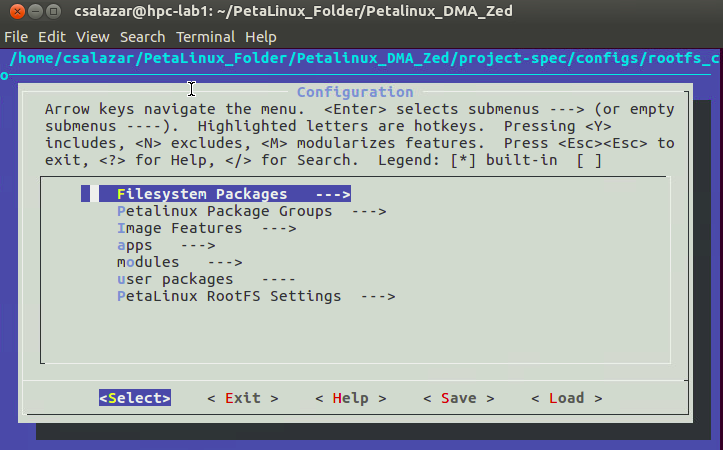 csalazar@hpc-lab1: ~/PetaLinux_Folder/Petalinux_DMA_Zed
File Edit View Search Terminal Help
/home/csalazar/PetaLinux_Folder/Petalinux_DMA_Zed/project-spec/configs/rootfs_c
o
Configuration
Arrow keys navigate the menu.  <Enter> selects submenus ---> (or empty
submenus ----).  Highlighted letters are hotkeys.  Pressing <Y>
includes, <N> excludes, <M> modularizes features.  Press <Esc><Esc> to
exit, <?> for Help, </> for Search.  Legend: [*] built-in  [ ]
Filesystem Packages  --->
Petalinux Package Groups  --->
Image Features  --->
apps  --->
modules  --->
user packages  ----
PetaLinux RootFS Settings  --->
<Select>    < Exit >    < Help >    < Save >    < Load >